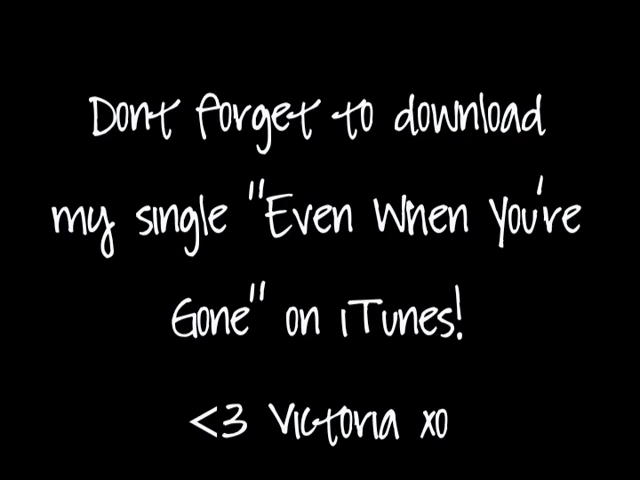 Dont forget to download
my single "Even When You're
Gone" on iTunes!
<3 Victoria xo